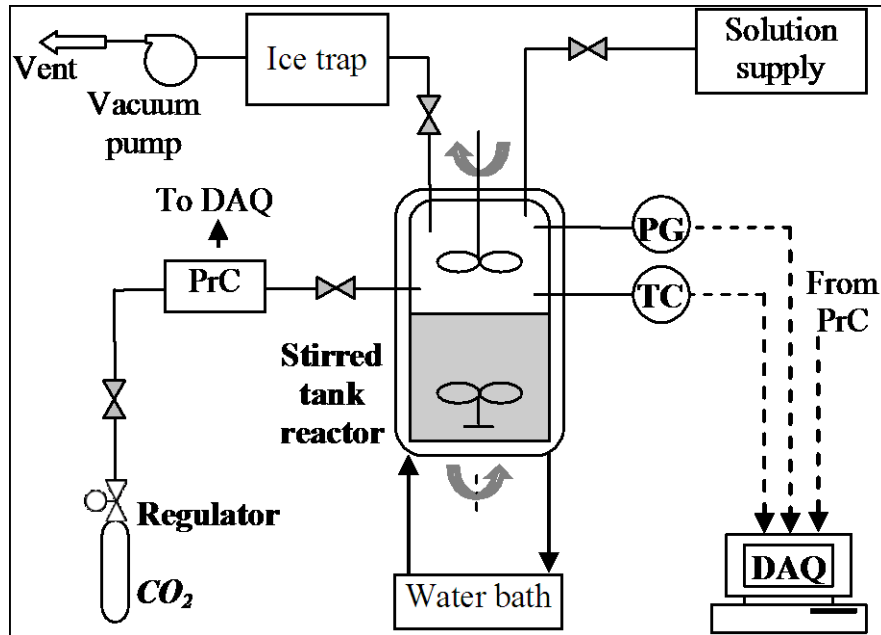 Vent
Vacuum
pump
Ice trap
Solution
supply
To DAQ
PrC
PG
TC
From
PrC
Stirred
tank
reactor
Regulator
CO₂
Water bath
DAQ